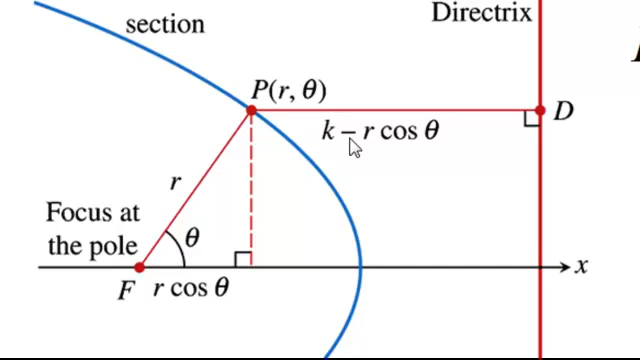 section
Directrix
P(r, θ)
D
k − r cos θ
r
Focus at
the pole
θ
x
F
r cos θ